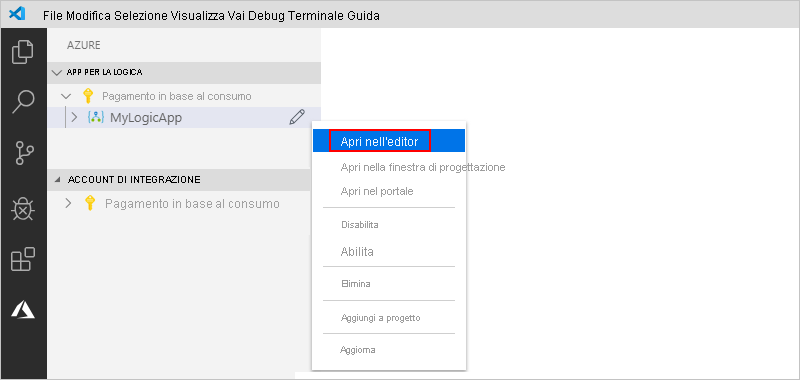 File Modifica Selezione Visualizza Vai Debug Terminale Guida
AZURE
APP PER LA LOGICA
Pagamento in base al consumo
MyLogicApp
Apri nell'editor
Apri nella finestra di progettazione
Apri nel portale
Disabilita
Abilita
Elimina
Aggiungi a progetto
Aggiorna
ACCOUNT DI INTEGRAZIONE
Pagamento in base al consumo